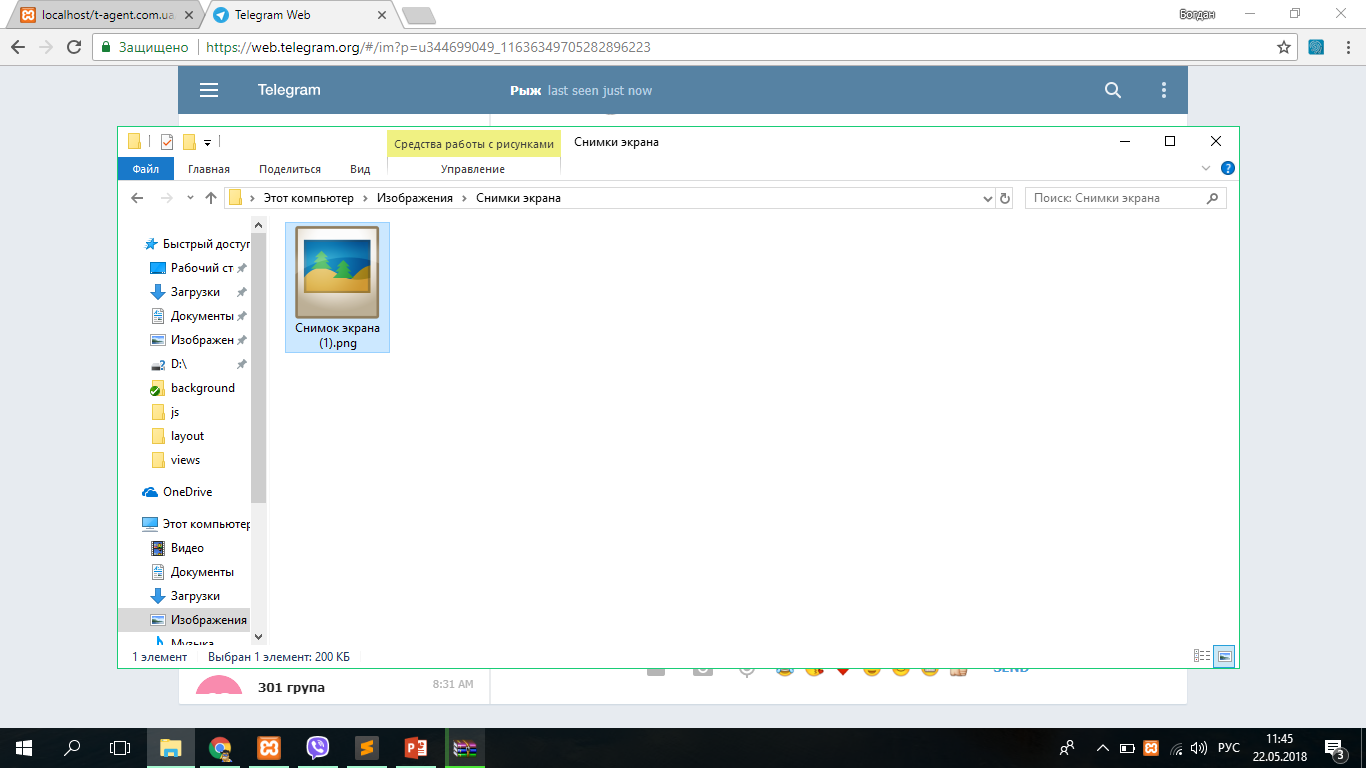 localhost/t-agent.com.ua
Telegram Web
Богдан
Защищено
https://web.telegram.org/#/im?p=u344699049_11636349705282896223
Telegram
Рыж last seen just now
Средства работы с рисунками
Снимки экрана
Файл
Главная
Поделиться
Вид
Управление
Этот компьютер
Изображения
Снимки экрана
Поиск: Снимки экрана
Быстрый доступ
Рабочий ст
Загрузки
Документы
Изображен
D:\
background
js
layout
views
OneDrive
Этот компьютер
Видео
Документы
Загрузки
Изображения
Музыка
Снимок экрана
(1).png
1 элемент
Выбран 1 элемент: 200 КБ
SEND
301 група
8:31 AM
РУС
11:45
22.05.2018
3